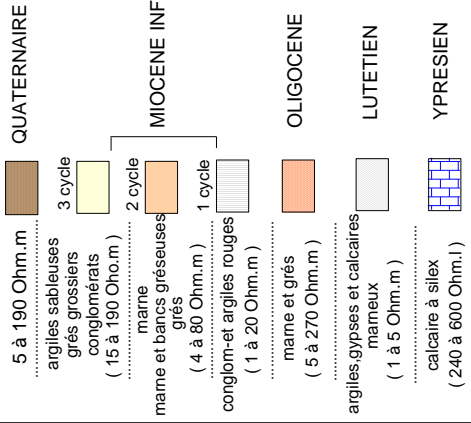 QUATERNAIRE
5 à 190 Ohm.m
MIOCENE INF
3 cycle
argiles sableuses
grés grossiers
conglomérats
( 15 à 190 Oho.m )
2 cycle
marne
marne et bancs gréseuses
grés
( 4 à 80 Ohm.m )
1 cycle
conglom-et argiles rouges
( 1 à 20 Ohm.m )
OLIGOCENE
marne et grés
( 5 à 270 Ohm.m )
LUTETIEN
argiles,gypses et calcaires
marneux
( 1 à 5 Ohm.m )
YPRESIEN
calcaire à silex
( 240 à 600 Ohm.l )